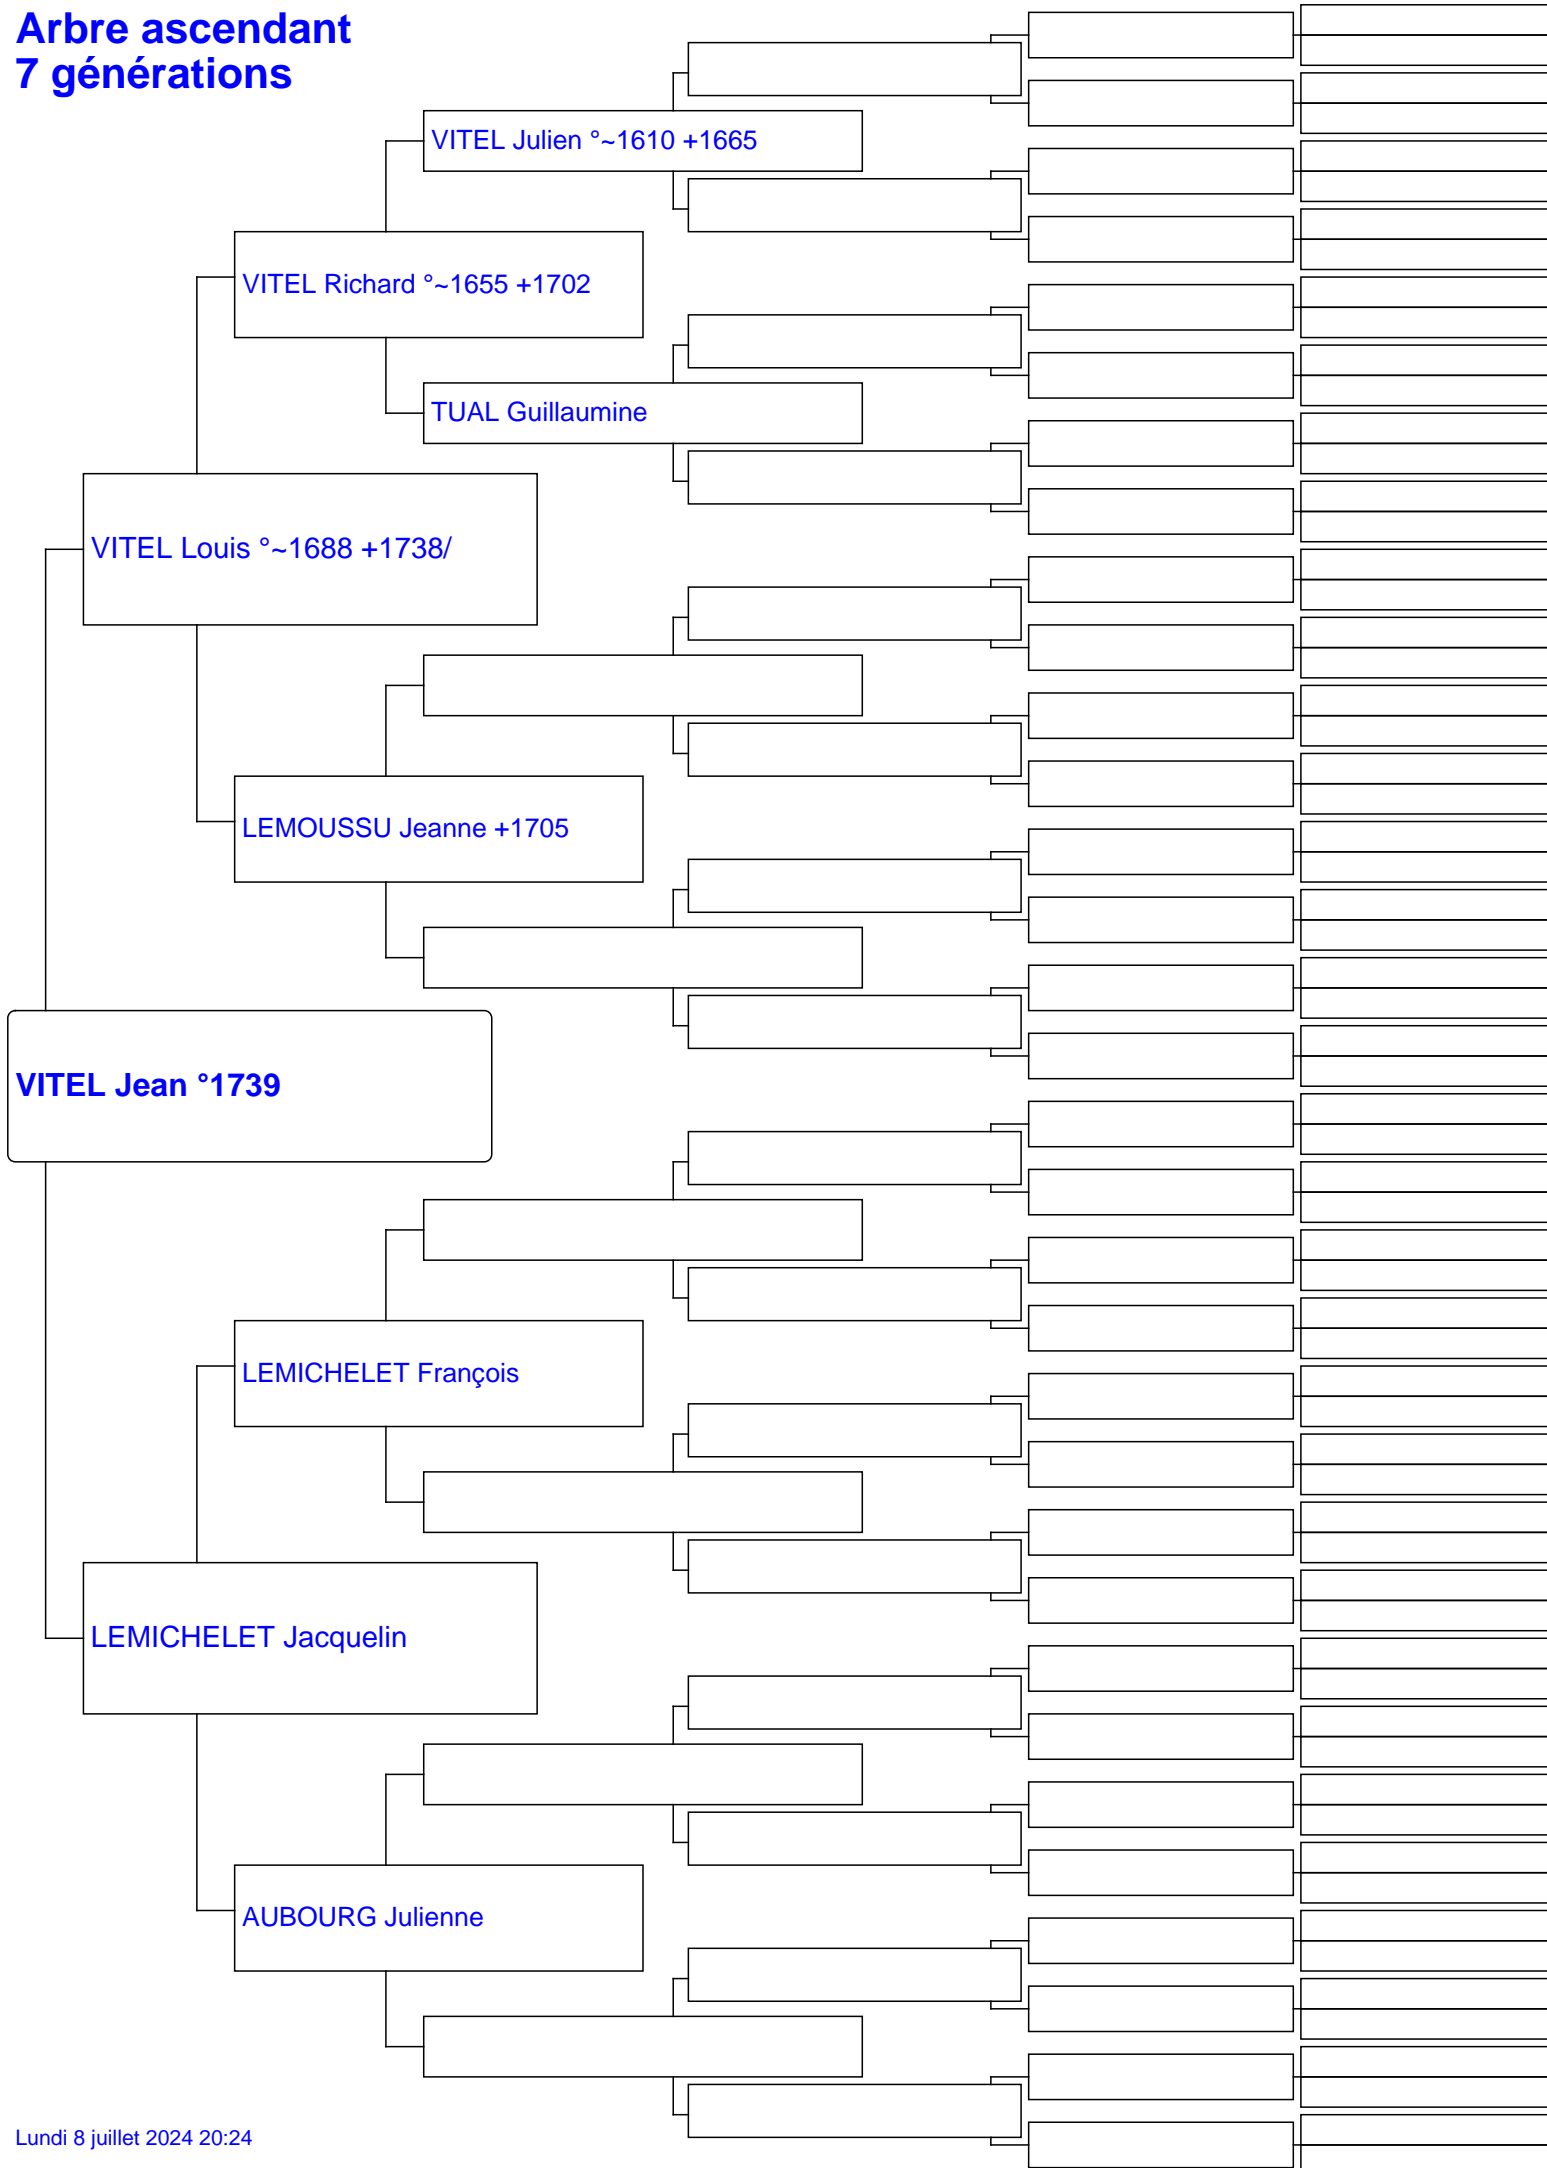 Arbre ascendant
7 générations
VITEL Julien °~1610 +1665
VITEL Richard °~1655 +1702
TUAL Guillaumine
VITEL Louis °~1688 +1738/
LEMOUSSU Jeanne +1705
VITEL Jean °1739
LEMICHELET François
LEMICHELET Jacquelin
AUBOURG Julienne
Lundi 8 juillet 2024 20:24